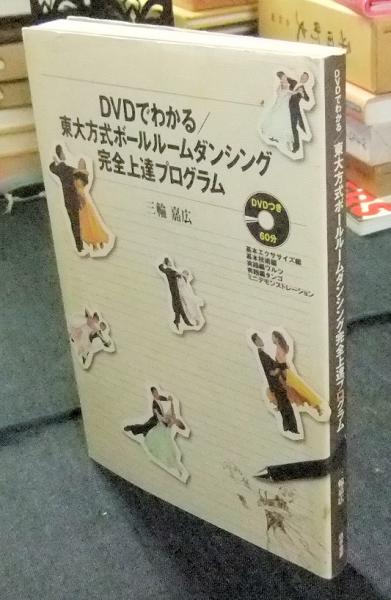 DVDでわかる/
東大方式ボールルームダンシング
完全上達プログラム
三輪 嘉広
DVDつき
60分
基本エクササイズ編
基本技術編
実践編ワルツ
実践編タンゴ
ミニデモンストレーション
DVDでわかる/東大方式ボールルームダンシング完全上達プログラム